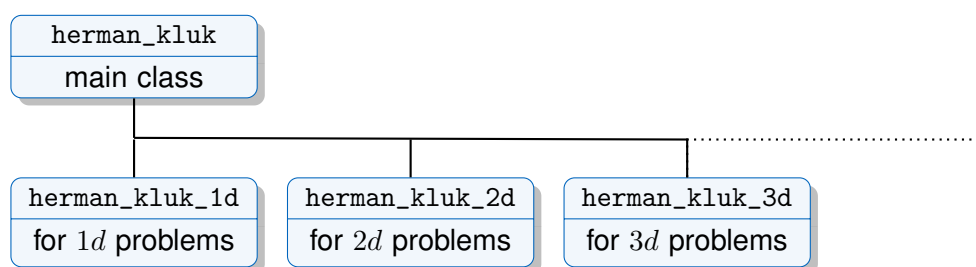 herman_kluk
main class
herman_kluk_1d
for 1d problems
herman_kluk_2d
for 2d problems
herman_kluk_3d
for 3d problems